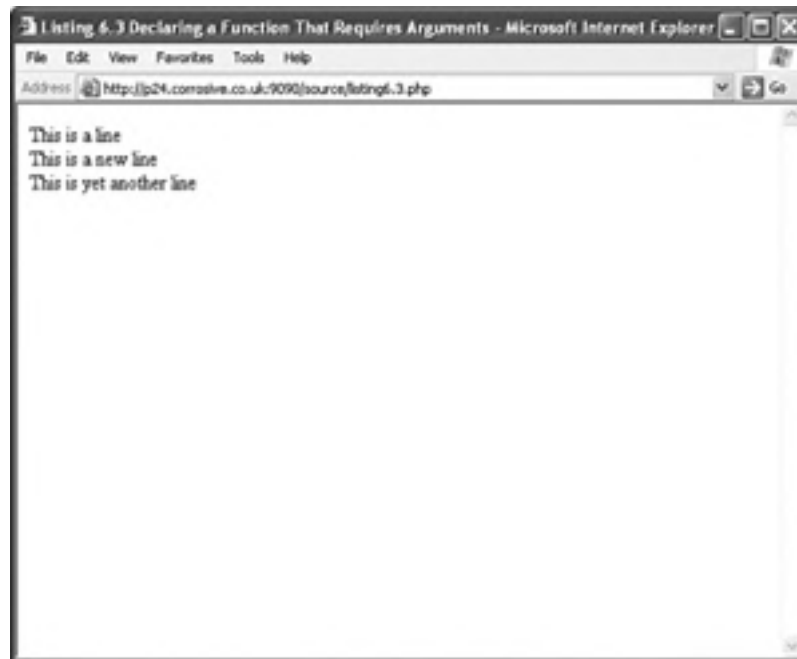 Listing 6.3 Declaring a Function That Requires Arguments - Microsoft Internet Explorer
File Edit View Favorites Tools Help
Address http://p24.corrosive.co.uk:9090/source/listing6.3.php Go
This is a line
This is a new line
This is yet another line